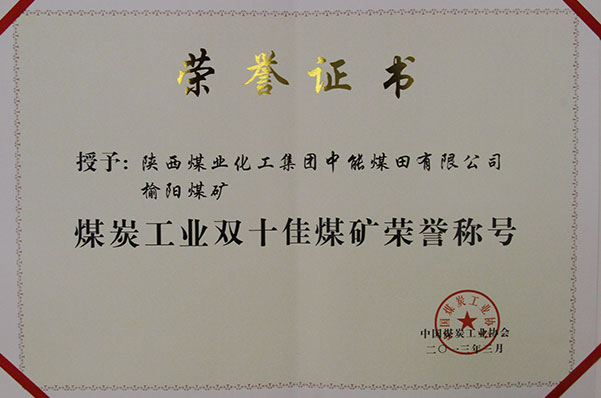 荣誉证书
授予：陕西煤业化工集团中能煤田有限公司
榆阳煤矿
煤炭工业双十佳煤矿荣誉称号
中国煤炭工业协会
二〇一三年三月